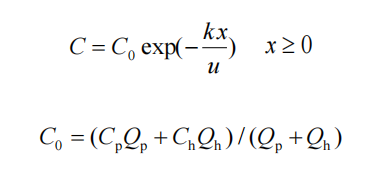 C = C₀ exp(−kx/u)  x ≥ 0
C₀ = (CₚQₚ + CₕQₕ) / (Qₚ + Qₕ)